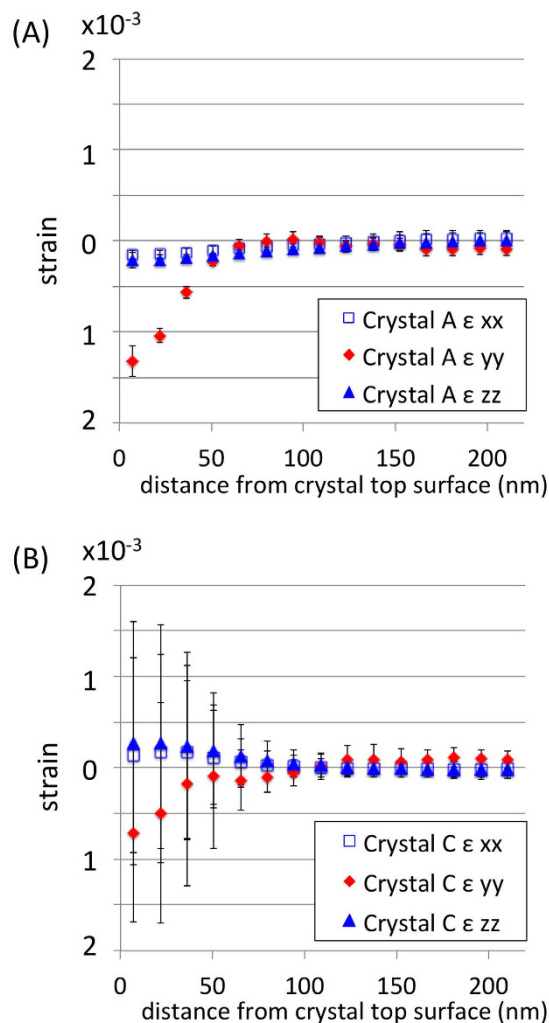 (A)
x10-3
2
1
0
1
2
strain
Crystal A ε xx
Crystal A ε yy
Crystal A ε zz
0 50 100 150 200
distance from crystal top surface (nm)
(B)
x10-3
2
1
0
1
2
strain
Crystal C ε xx
Crystal C ε yy
Crystal C ε zz
0 50 100 150 200
distance from crystal top surface (nm)